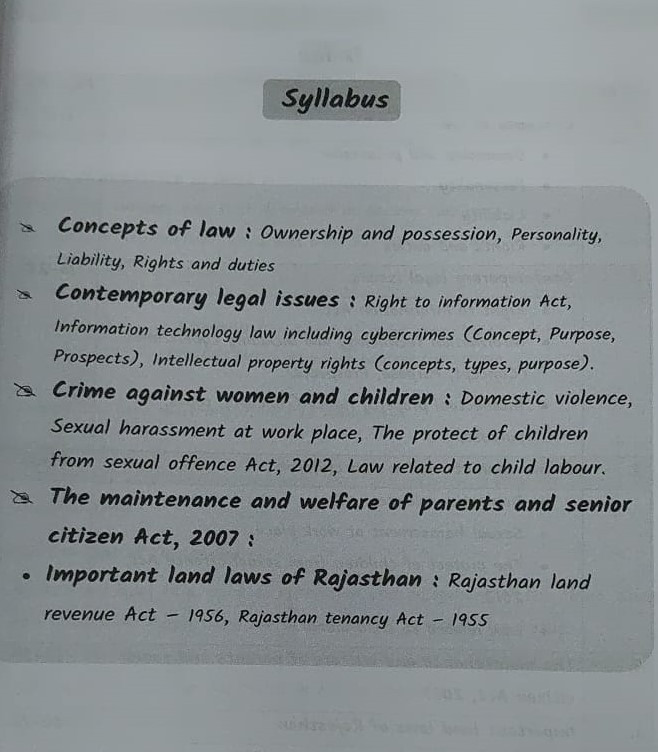 Syllabus
Concepts of law : Ownership and possession, Personality,
Liability, Rights and duties
Contemporary legal issues : Right to information Act,
Information technology law including cybercrimes (Concept, Purpose,
Prospects), Intellectual property rights (concepts, types, purpose).
Crime against women and children : Domestic violence,
Sexual harassment at work place, The protect of children
from sexual offence Act, 2012, Law related to child labour.
The maintenance and welfare of parents and senior
citizen Act, 2007 :
• Important land laws of Rajasthan : Rajasthan land
revenue Act – 1956, Rajasthan tenancy Act – 1955